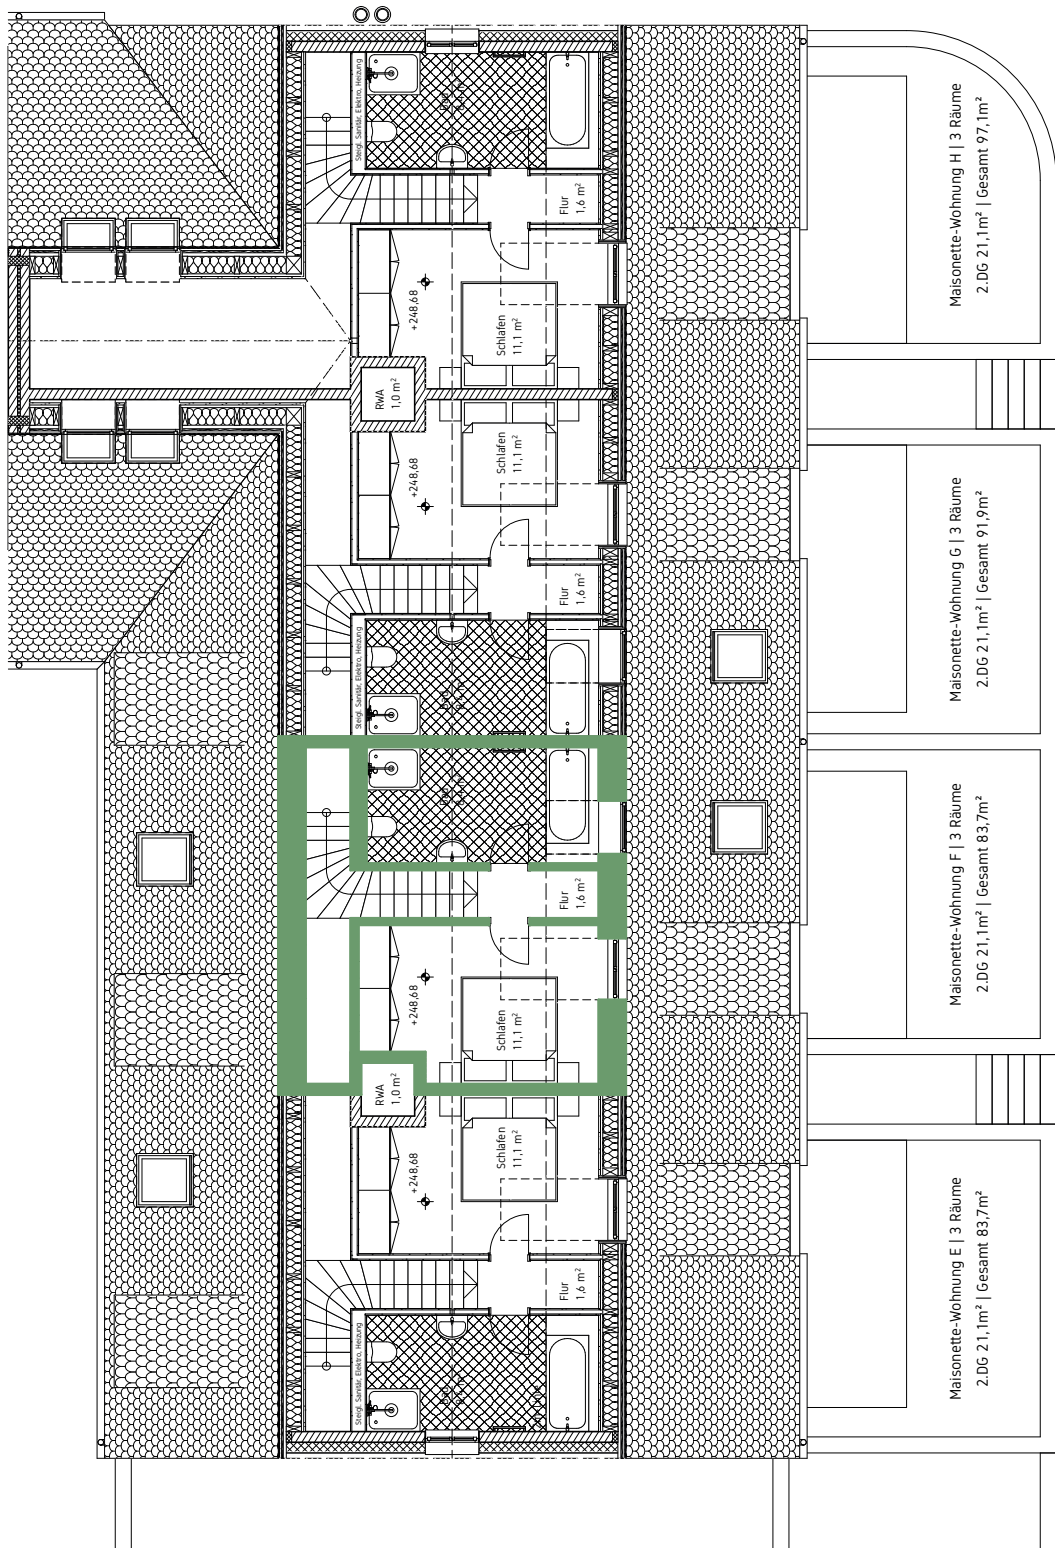 Maisonette-Wohnung H | 3 Räume
2.DG 21,1m² | Gesamt 97,1m²
Steigl. Sanitär, Elektro, Heizung
Flur
1,6 m²
+248,68
Schlafen
11,1 m²
RWA
1,0 m²
Maisonette-Wohnung G | 3 Räume
2.DG 21,1m² | Gesamt 91,9m²
Schlafen
11,1 m²
+248,68
Flur
1,6 m²
Steigl. Sanitär, Elektro, Heizung
Maisonette-Wohnung F | 3 Räume
2.DG 21,1m² | Gesamt 83,7m²
Flur
1,6 m²
+248,68
Schlafen
11,1 m²
RWA
1,0 m²
Maisonette-Wohnung E | 3 Räume
2.DG 21,1m² | Gesamt 83,7m²
Schlafen
11,1 m²
+248,68
Flur
1,6 m²
Steigl. Sanitär, Elektro, Heizung